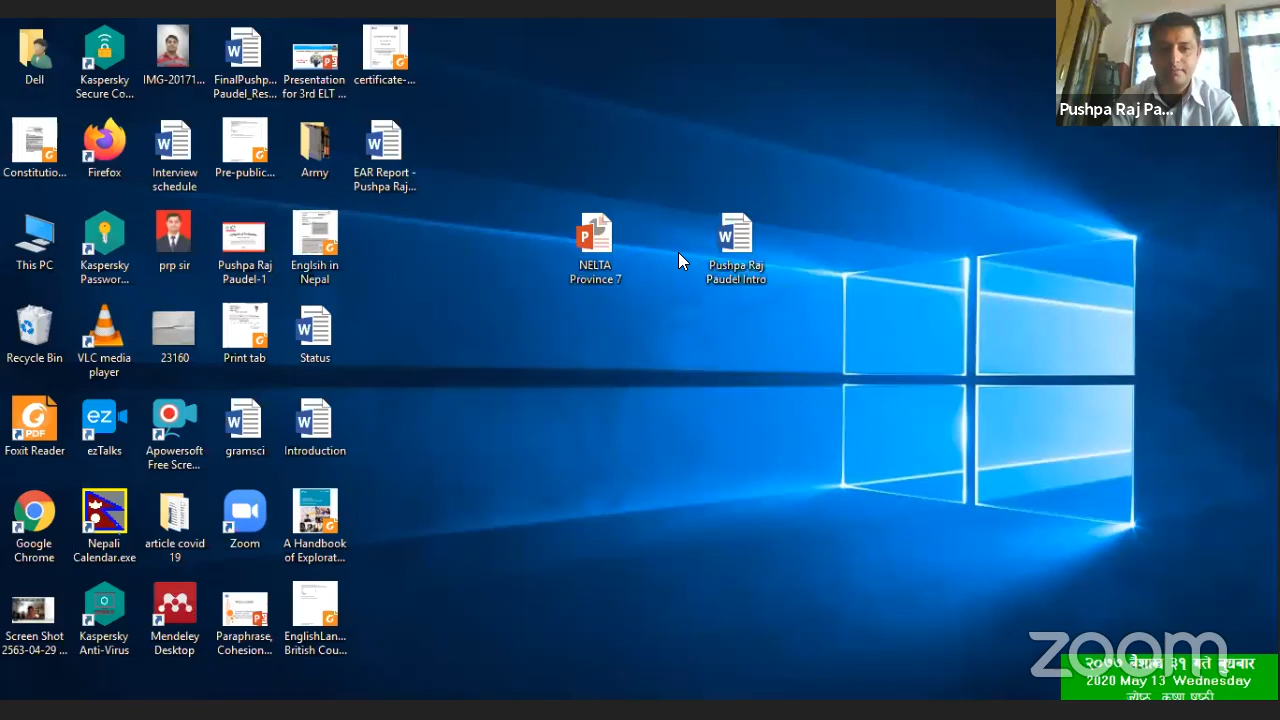 Pushpa Raj Pa...
Dell
Kaspersky
Secure Co...
IMG-20171...
FinalPushp...
Paudel_Res...
Presentation
for 3rd ELT ...
certificate-...
Constitutio...
Firefox
Interview
schedule
Pre-public...
Army
EAR Report -
Pushpa Raj...
This PC
Kaspersky
Passwor...
prp sir
Pushpa Raj
Paudel-1
Englsih in
Nepal
NELTA
Province 7
Pushpa Raj
Paudel Intro
Recycle Bin
VLC media
player
23160
Print tab
Status
Foxit Reader
ezTalks
Apowersoft
Free Scre...
gramsci
Introduction
Google
Chrome
Nepali
Calendar.exe
article covid
19
Zoom
A Handbook
of Explorat...
Screen Shot
2563-04-29 ...
Kaspersky
Anti-Virus
Mendeley
Desktop
Paraphrase,
Cohesion...
EnglishLan...
British Cou...
zoom
२०७७ बैशाख ३१ गते बुधबार
2020 May 13 Wednesday
ज्येष्ठ कृष्ण षष्ठी